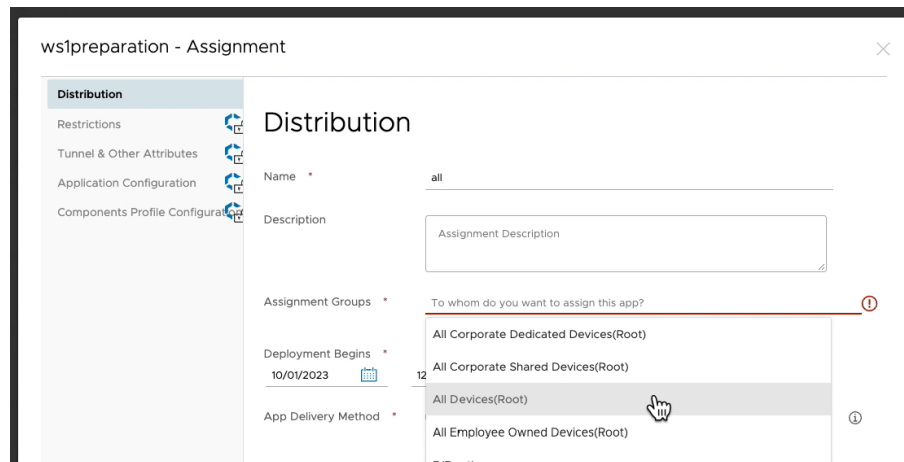 ws1preparation - Assignment
Distribution
Restrictions
Tunnel & Other Attributes
Application Configuration
Components Profile Configuration
Distribution
Name *
all
Description
Assignment Description
Assignment Groups *
To whom do you want to assign this app?
All Corporate Dedicated Devices(Root)
All Corporate Shared Devices(Root)
All Devices(Root)
All Employee Owned Devices(Root)
Deployment Begins *
10/01/2023
12
App Delivery Method *